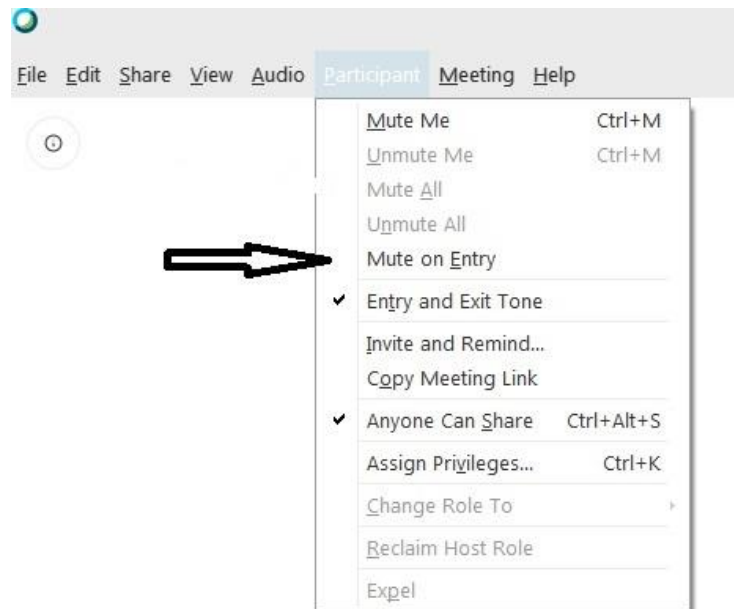 File Edit Share View Audio Participant Meeting Help
Mute Me Ctrl+M
Unmute Me Ctrl+M
Mute All
Unmute All
Mute on Entry
Entry and Exit Tone
Invite and Remind...
Copy Meeting Link
Anyone Can Share Ctrl+Alt+S
Assign Privileges... Ctrl+K
Change Role To
Reclaim Host Role
Expel